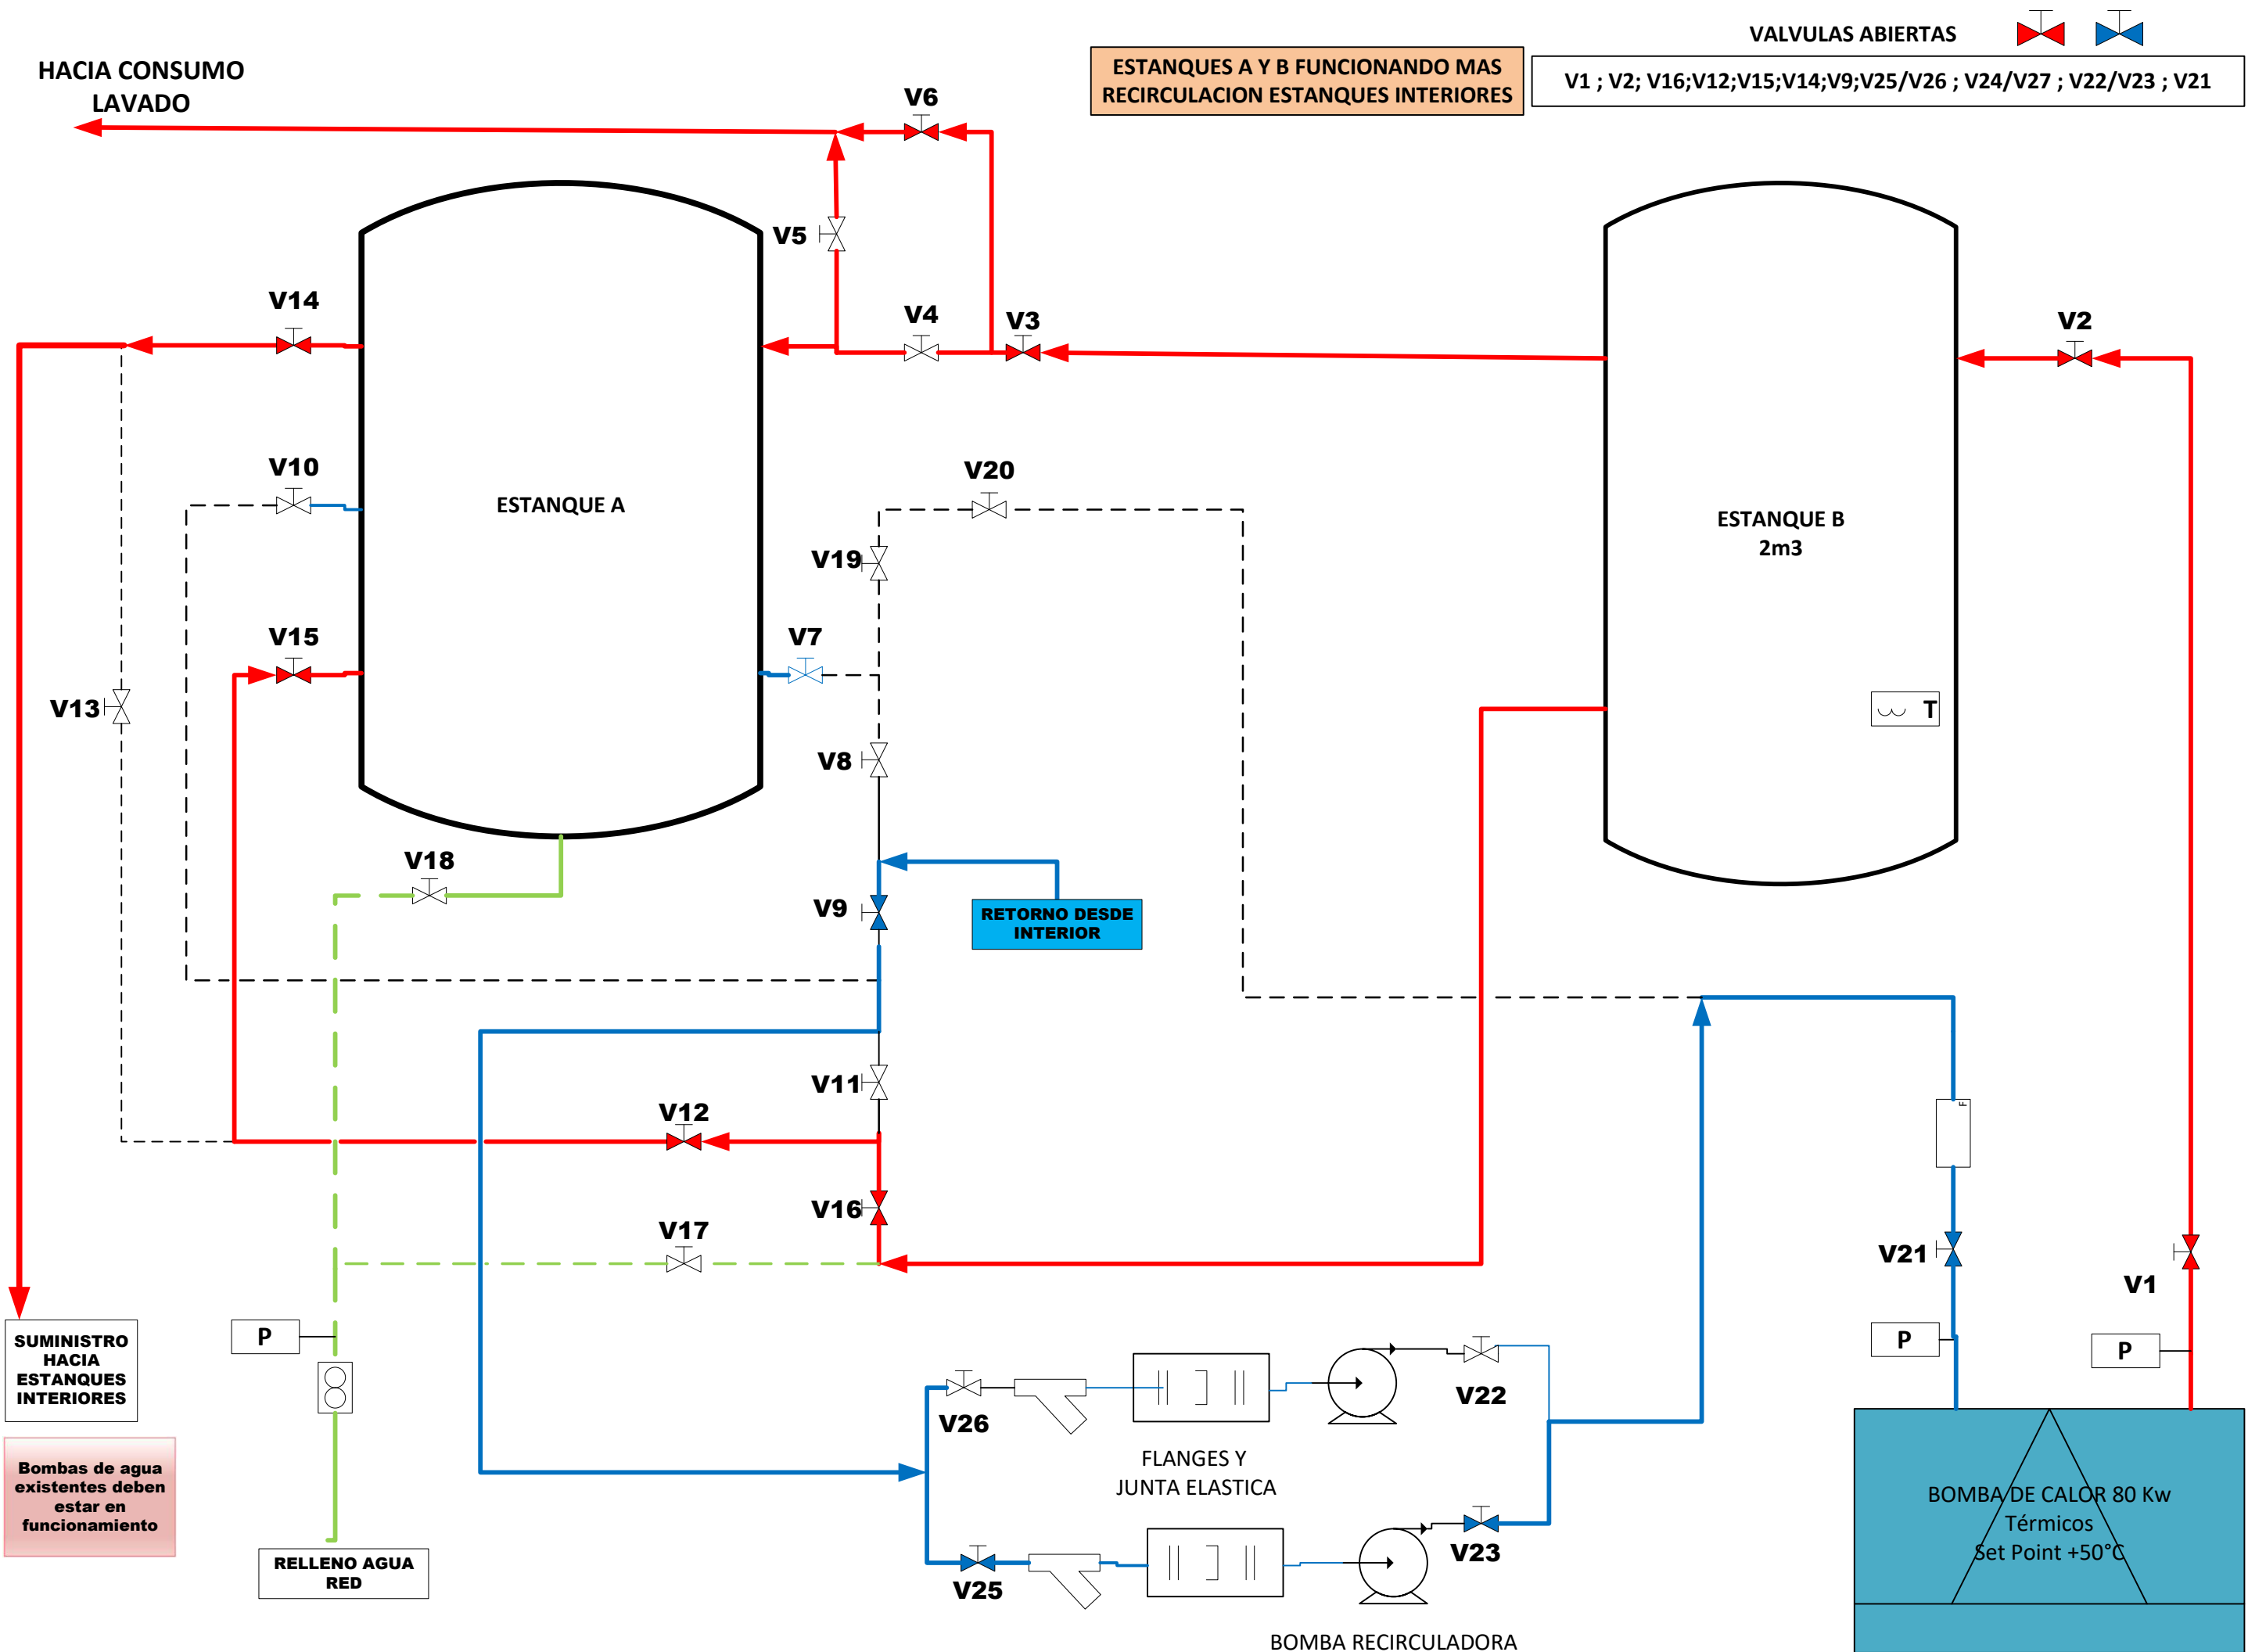 VALVULAS ABIERTAS
HACIA CONSUMO
LAVADO
ESTANQUES A Y B FUNCIONANDO MAS
RECIRCULACION ESTANQUES INTERIORES
V1 ; V2; V16;V12;V15;V14;V9;V25/V26 ; V24/V27 ; V22/V23 ; V21
V6
V5
V14
V4
V3
V2
V10
V20
ESTANQUE A
ESTANQUE B
2m3
V19
V15
V7
V13
T
V8
V18
V9
RETORNO DESDE
INTERIOR
V11
V12
F
V16
V17
V21
V1
P
P
P
SUMINISTRO
HACIA
ESTANQUES
INTERIORES
V26
V22
FLANGES Y
JUNTA ELASTICA
Bombas de agua
existentes deben
estar en
funcionamiento
BOMBA DE CALOR 80 Kw
Térmicos
Set Point +50°C
RELLENO AGUA
RED
V25
V23
BOMBA RECIRCULADORA